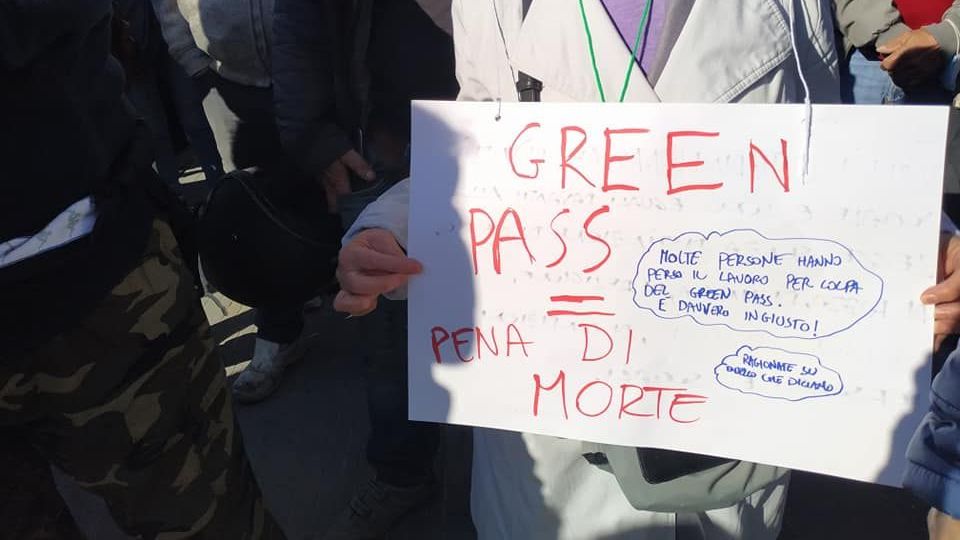 GREEN
PASS
=
PENA DI
MORTE
MOLTE PERSONE HANNO
PERSO IL LAVORO PER COLPA
DEL GREEN PASS.
E DAVVERO INGIUSTO!
RAGIONATE SU
QUELLO CHE DICIAMO